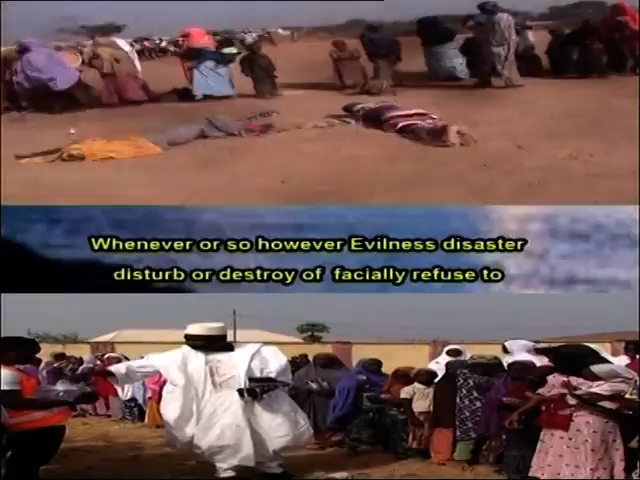 Whenever or so however Evilness disaster
disturb or destroy of facially refuse to